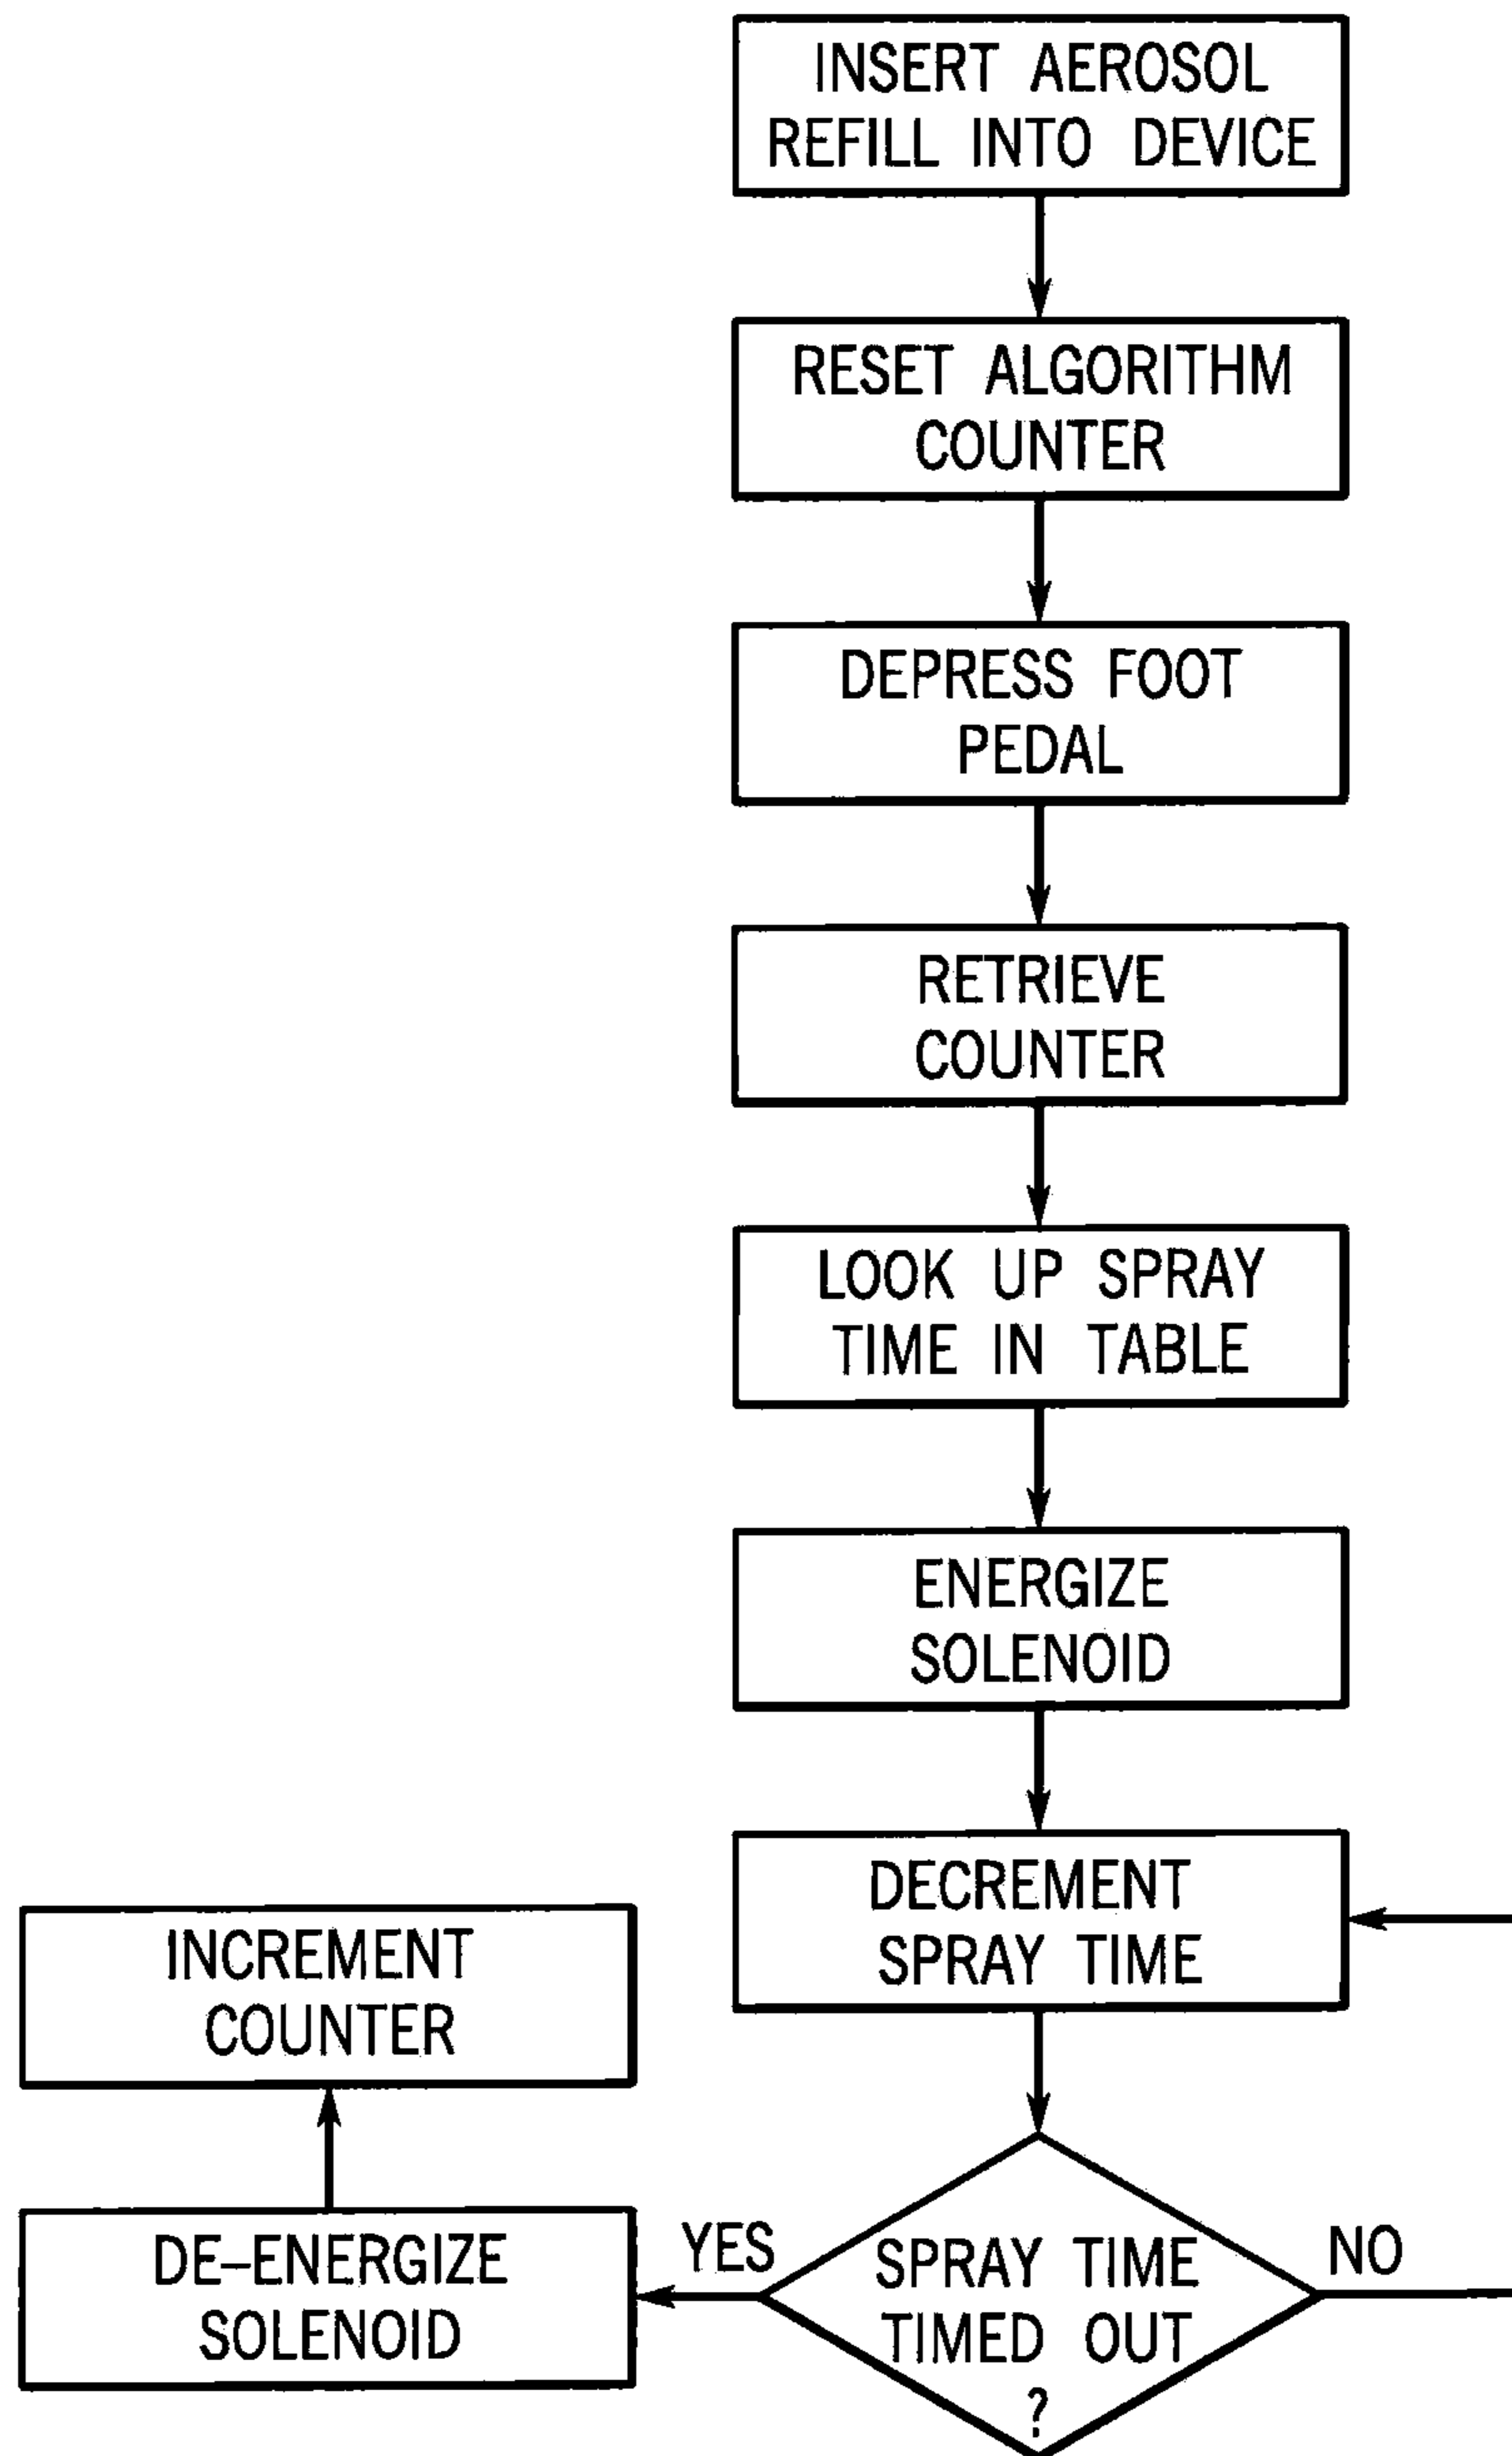 INSERT AEROSOL
REFILL INTO DEVICE
RESET ALGORITHM
COUNTER
DEPRESS FOOT
PEDAL
RETRIEVE
COUNTER
LOOK UP SPRAY
TIME IN TABLE
ENERGIZE
SOLENOID
DECREMENT
SPRAY TIME
INCREMENT
COUNTER
DE-ENERGIZE
SOLENOID
YES
SPRAY TIME
TIMED OUT
?
NO